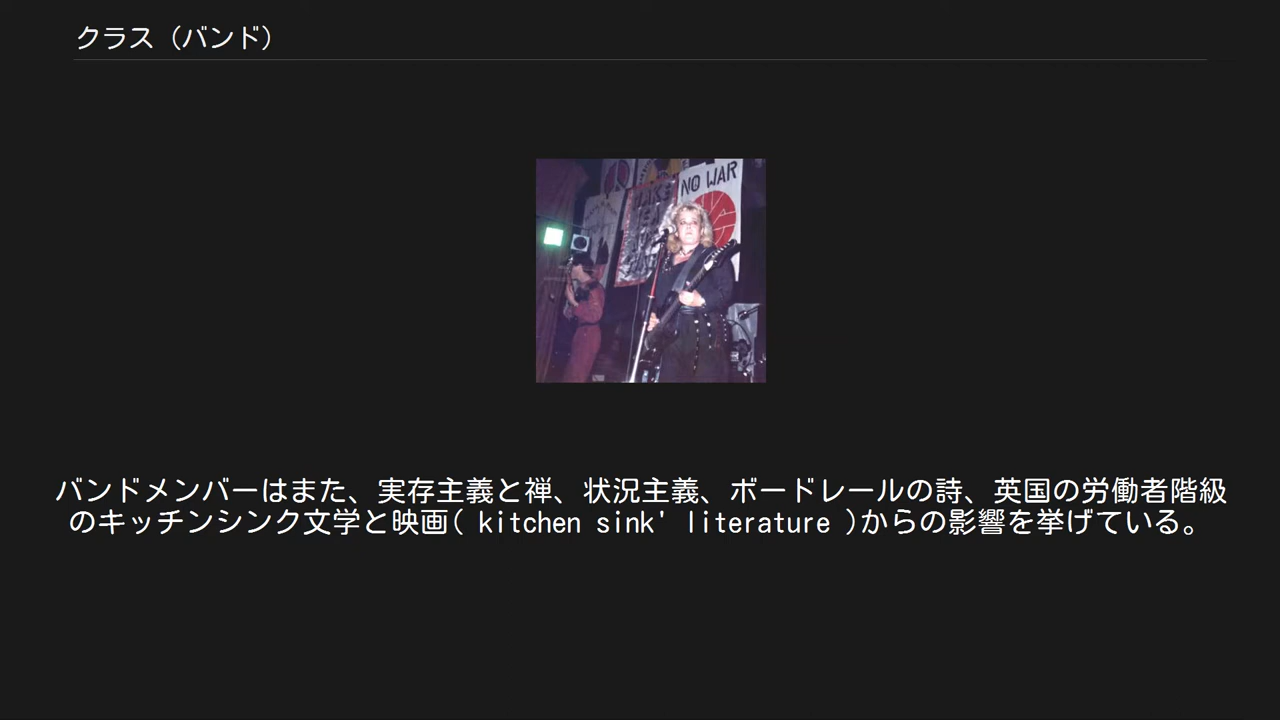 クラス（バンド）
NO WAR
バンドメンバーはまた、実存主義と禅、状況主義、ボードレールの詩、英国の労働者階級
のキッチンシンク文学と映画( kitchen sink' literature )からの影響を挙げている。